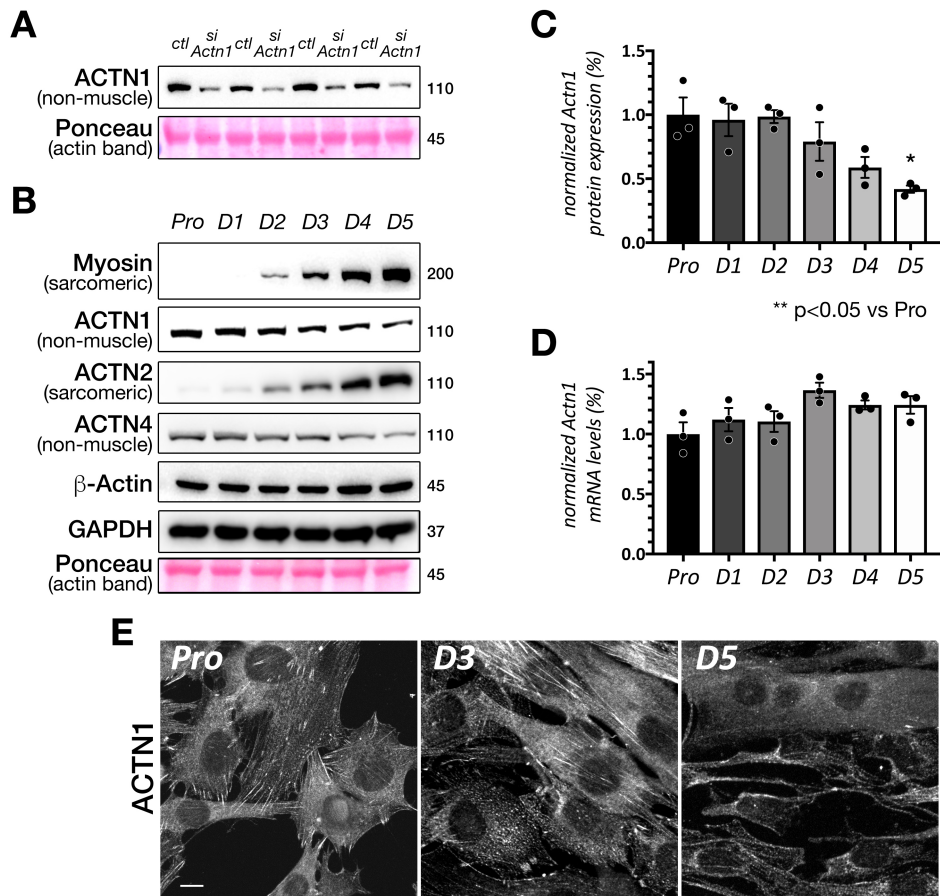 A
ctl si Actn1 ctl si Actn1 ctl si Actn1 ctl si Actn1
ACTN1
(non-muscle)
110
Ponceau
(actin band)
45
B
Pro D1 D2 D3 D4 D5
Myosin
(sarcomeric)
200
ACTN1
(non-muscle)
110
ACTN2
(sarcomeric)
110
ACTN4
(non-muscle)
110
β-Actin
45
GAPDH
37
Ponceau
(actin band)
45
C
normalized Actn1
protein expression (%)
1.5
1.0
0.5
0.0
*
Pro D1 D2 D3 D4 D5
** p<0.05 vs Pro
D
normalized Actn1
mRNA levels (%)
1.5
1.0
0.5
0.0
Pro D1 D2 D3 D4 D5
E
ACTN1
Pro
D3
D5